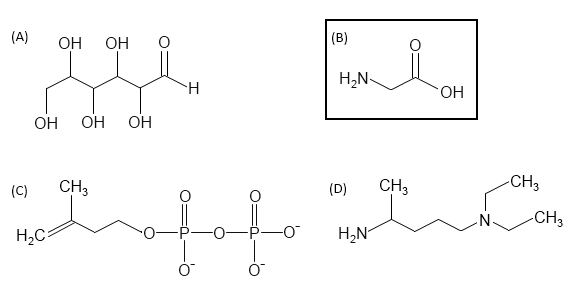 (A)
OH OH O
H
OH OH OH
(B)
O
H₂N
OH
(C)
CH₃
O O
H₂C
O P O P O⁻
O⁻ O⁻
(D)
CH₃
CH₃
H₂N
N
CH₃